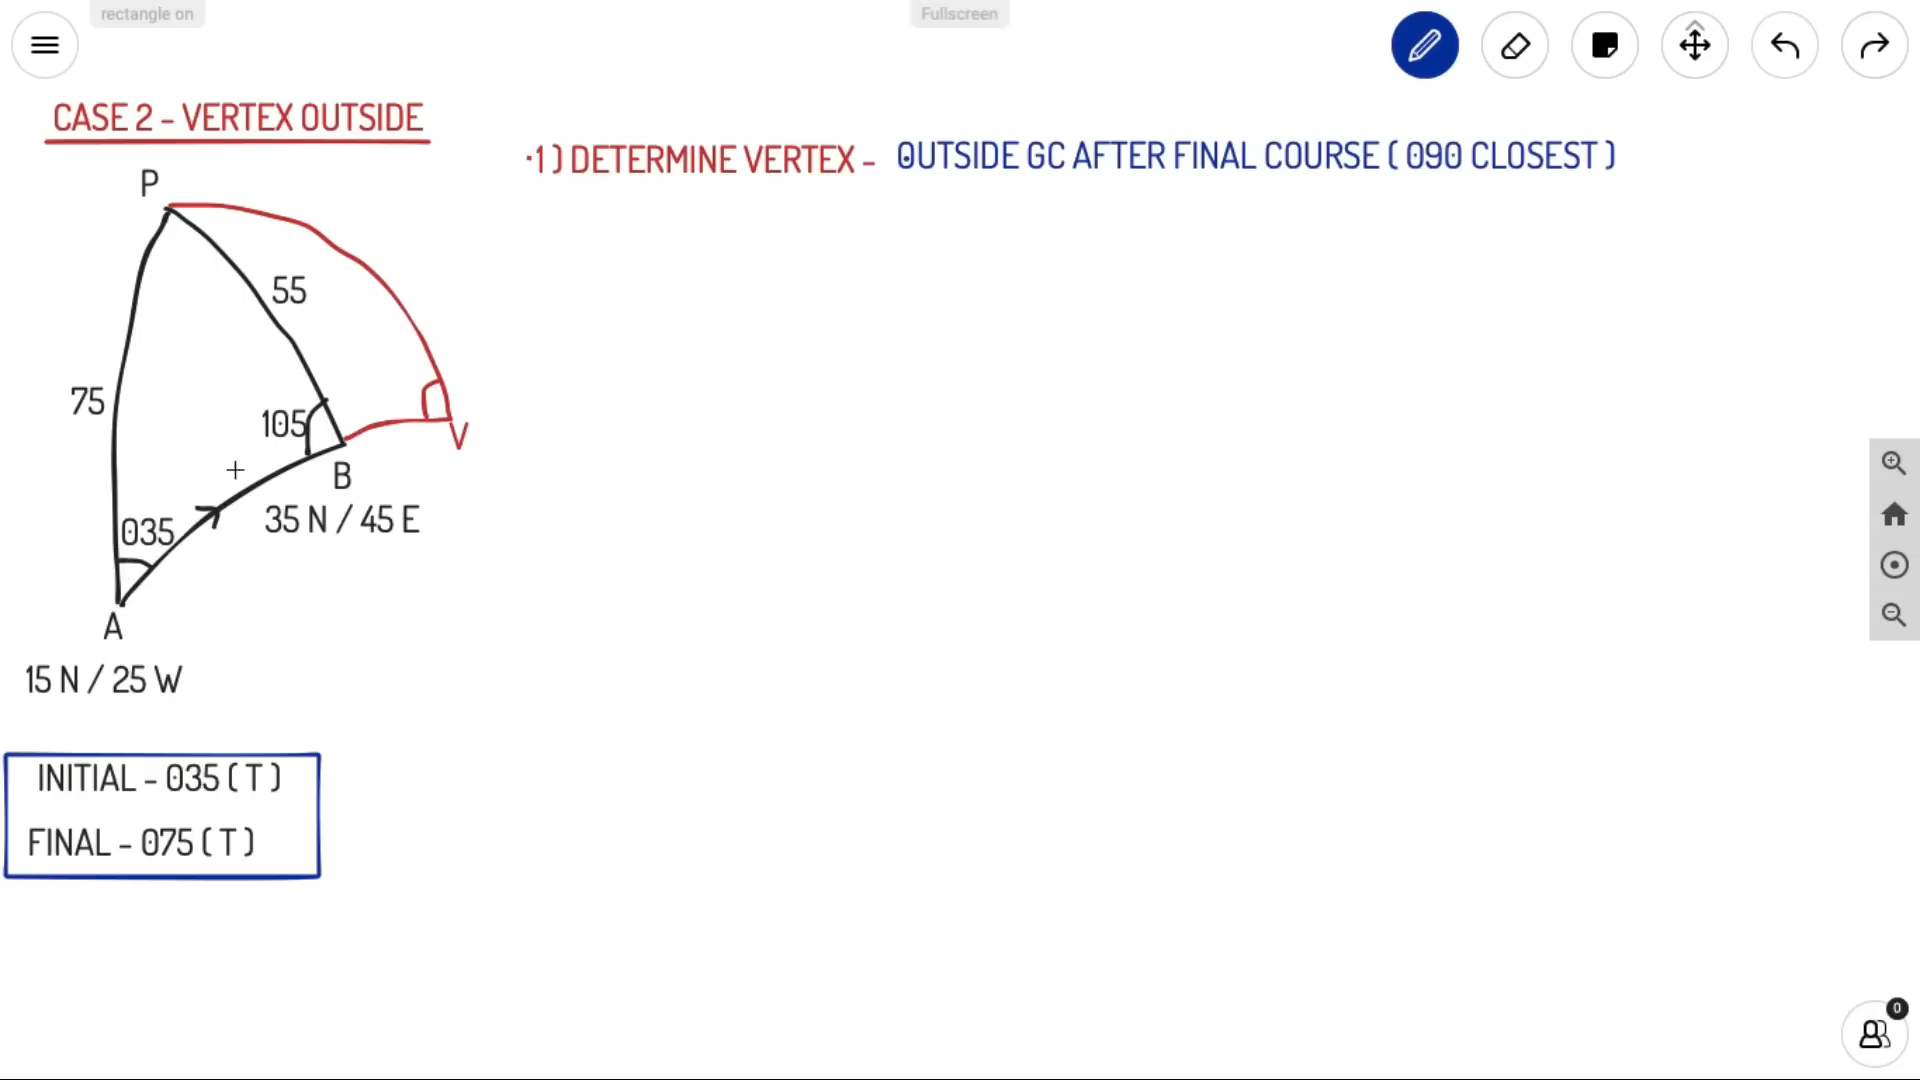 rectangle on
Fullscreen
CASE 2 - VERTEX OUTSIDE
·1 ) DETERMINE VERTEX - OUTSIDE GC AFTER FINAL COURSE ( 090 CLOSEST )
P
55
75
105
V
B
035
35 N / 45 E
A
15 N / 25 W
INITIAL - 035 ( T )
FINAL - 075 ( T )
0